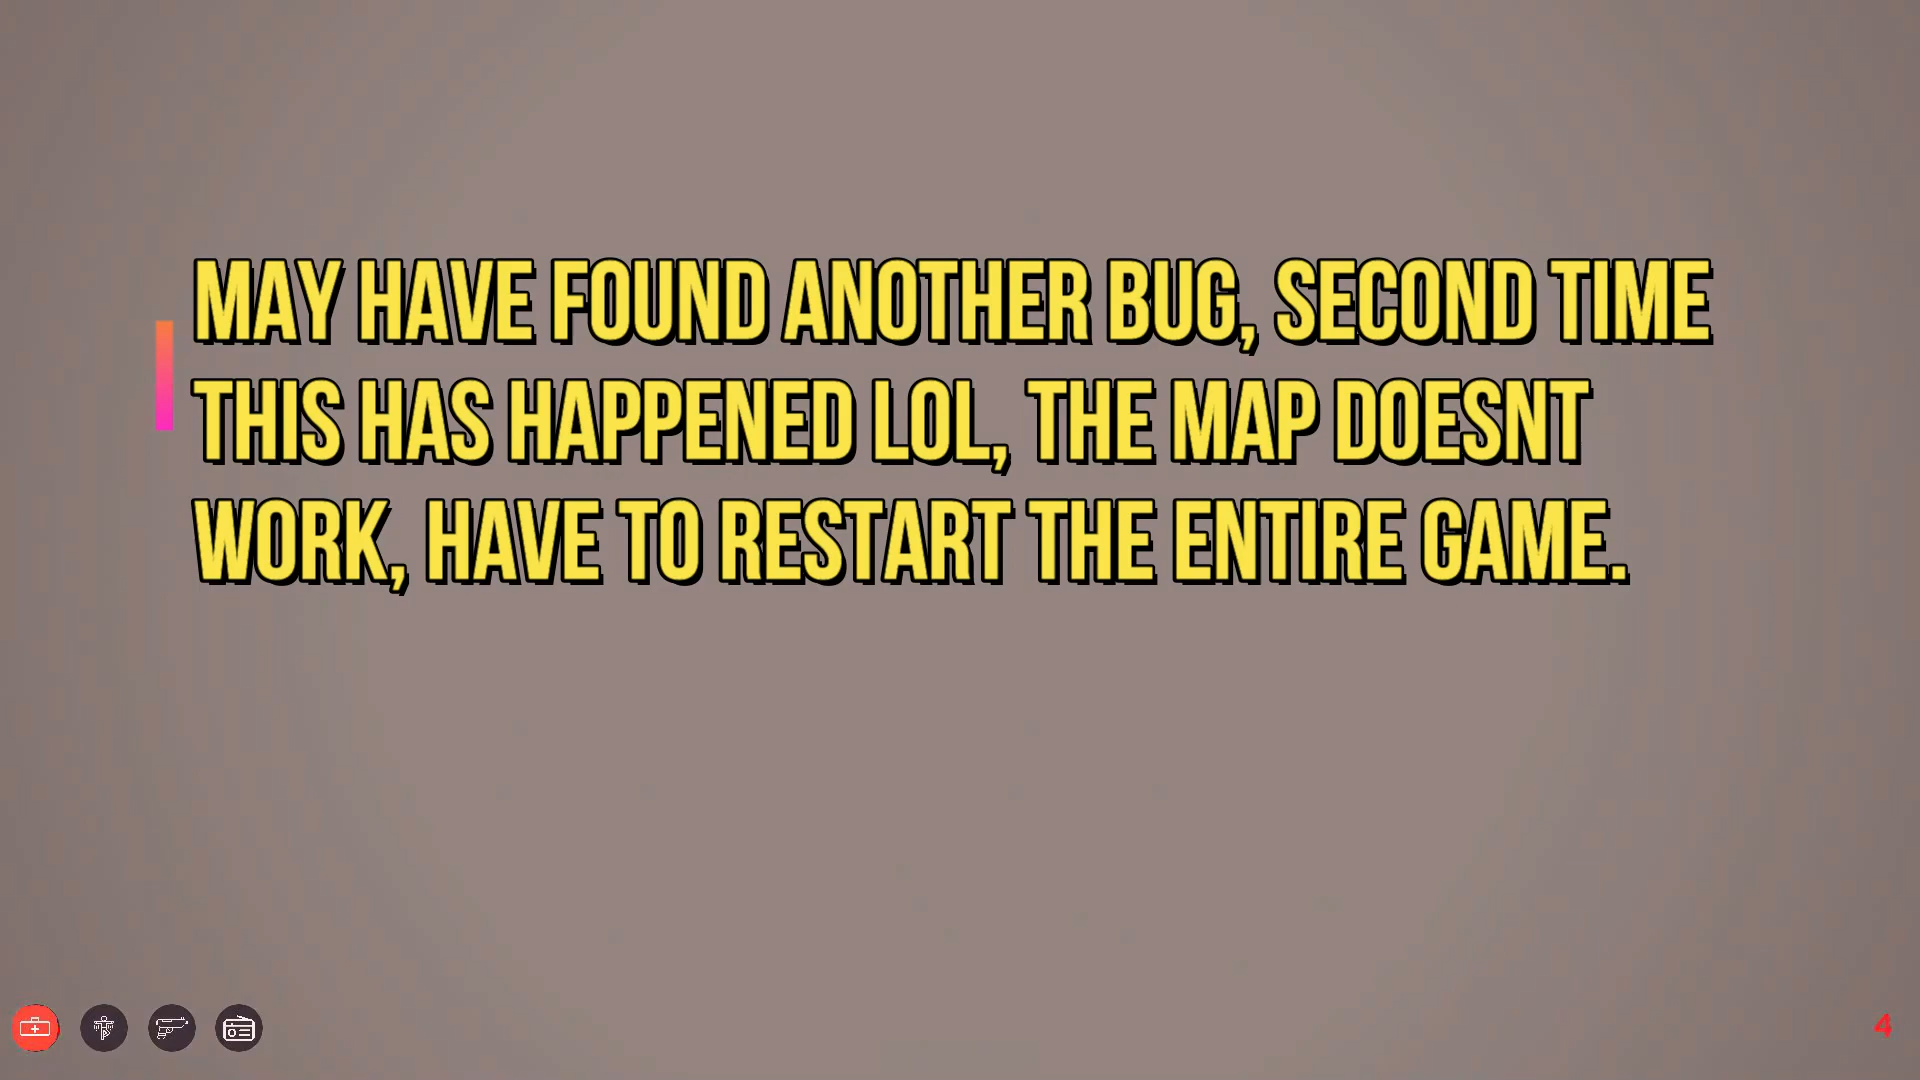 MAY HAVE FOUND ANOTHER BUG, SECOND TIME
THIS HAS HAPPENED LOL, THE MAP DOESNT
WORK, HAVE TO RESTART THE ENTIRE GAME.
4